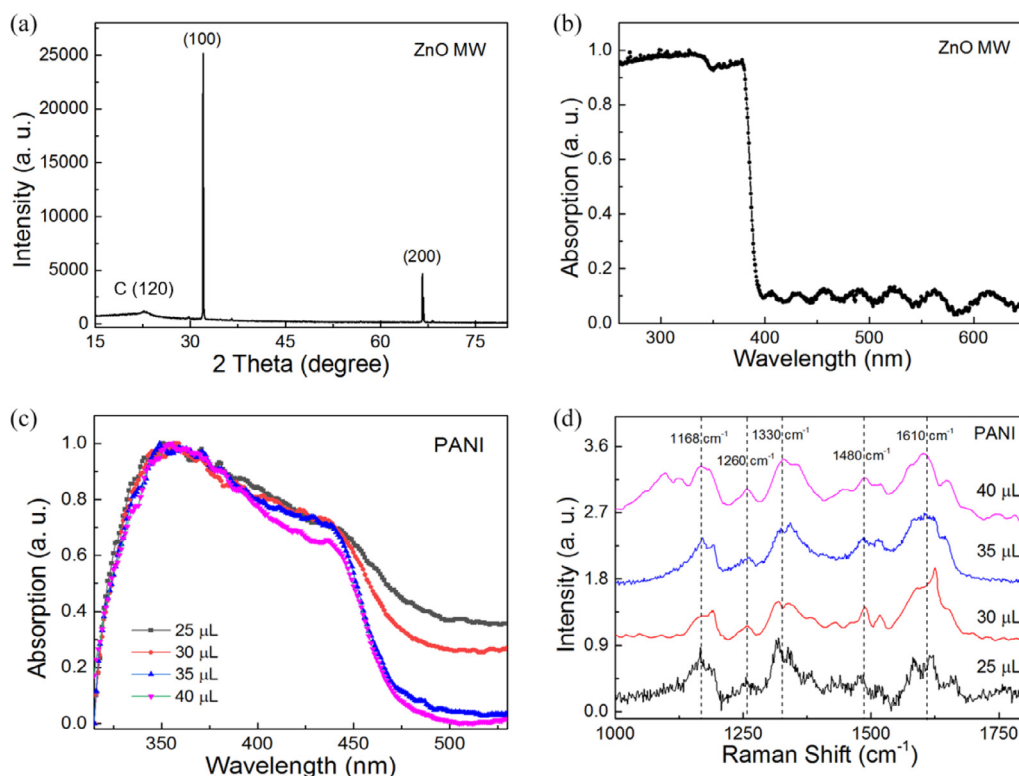 (a)
(100)
ZnO MW
C (120)
(200)
25000
20000
15000
10000
5000
0
15 30 45 60 75
Intensity (a. u.)
2 Theta (degree)
(b)
ZnO MW
1.0
0.8
0.6
0.4
0.2
0.0
300 400 500 600
Absorption (a. u.)
Wavelength (nm)
(c)
PANI
1.0
0.8
0.6
0.4
0.2
0.0
25 μL
30 μL
35 μL
40 μL
350 400 450 500
Absorption (a. u.)
Wavelength (nm)
(d)
1168 cm⁻¹
1330 cm⁻¹
1610 cm⁻¹
PANI
1260 cm⁻¹
1480 cm⁻¹
3.6
2.7
1.8
0.9
0.0
40 μL
35 μL
30 μL
25 μL
1000 1250 1500 1750
Intensity (a. u.)
Raman Shift (cm⁻¹)